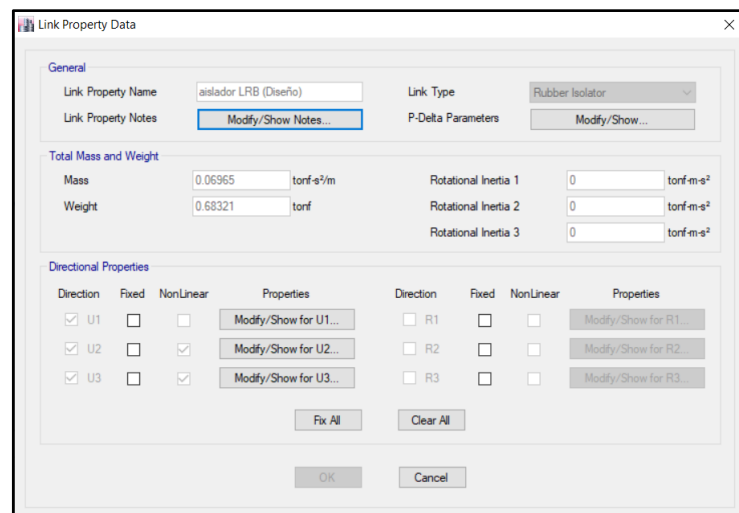 Link Property Data
General
Link Property Name aislador LRB (Diseño) Link Type Rubber Isolator
Link Property Notes Modify/Show Notes... P-Delta Parameters Modify/Show...
Total Mass and Weight
Mass 0.06965 tonf-s²/m Rotational Inertia 1 0 tonf-m-s²
Weight 0.68321 tonf Rotational Inertia 2 0 tonf-m-s²
Rotational Inertia 3 0 tonf-m-s²
Directional Properties
Direction Fixed NonLinear Properties Direction Fixed NonLinear Properties
U1 Modify/Show for U1... R1 Modify/Show for R1...
U2 Modify/Show for U2... R2 Modify/Show for R2...
U3 Modify/Show for U3... R3 Modify/Show for R3...
Fix All Clear All
OK Cancel